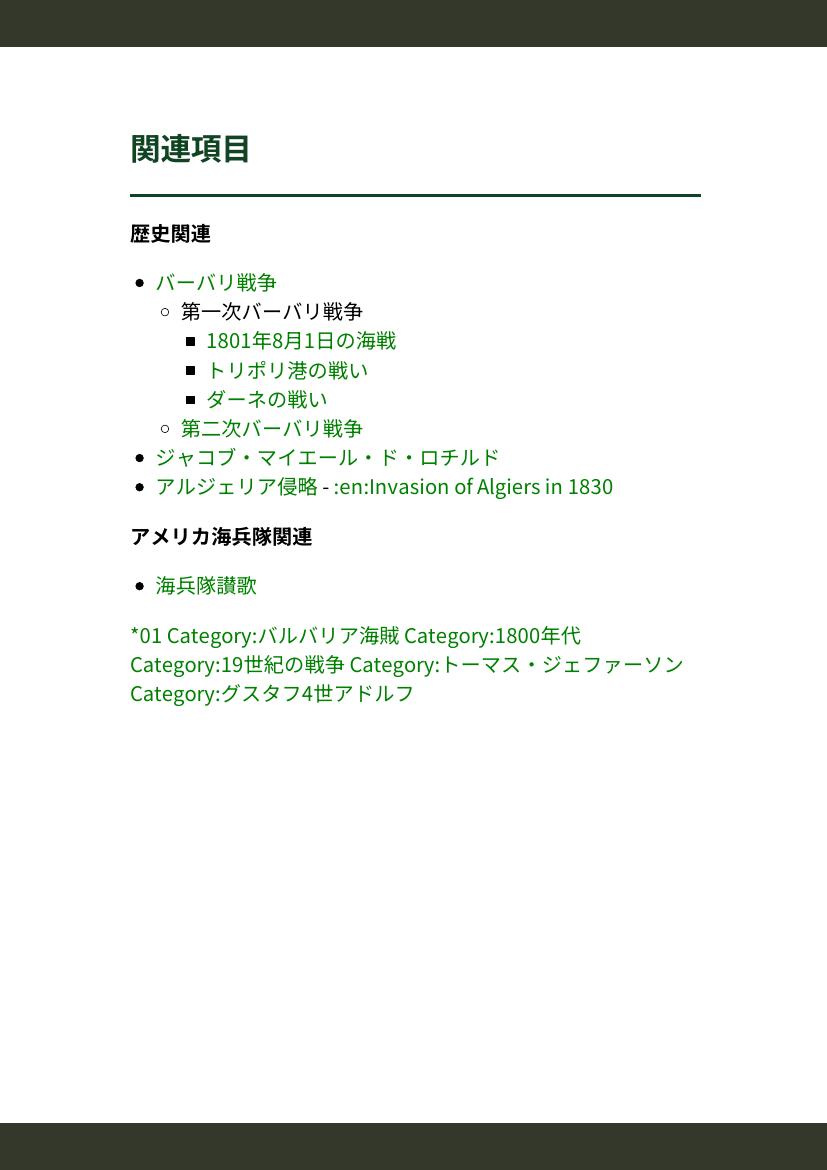 関連項目
歴史関連
バーバリ戦争
第一次バーバリ戦争
1801年8月1日の海戦
トリポリ港の戦い
ダーネの戦い
第二次バーバリ戦争
ジャコブ・マイエール・ド・ロチルド
アルジェリア侵略 - :en:Invasion of Algiers in 1830
アメリカ海兵隊関連
海兵隊讃歌
*01 Category:バルバリア海賊 Category:1800年代
Category:19世紀の戦争 Category:トーマス・ジェファーソン
Category:グスタフ4世アドルフ